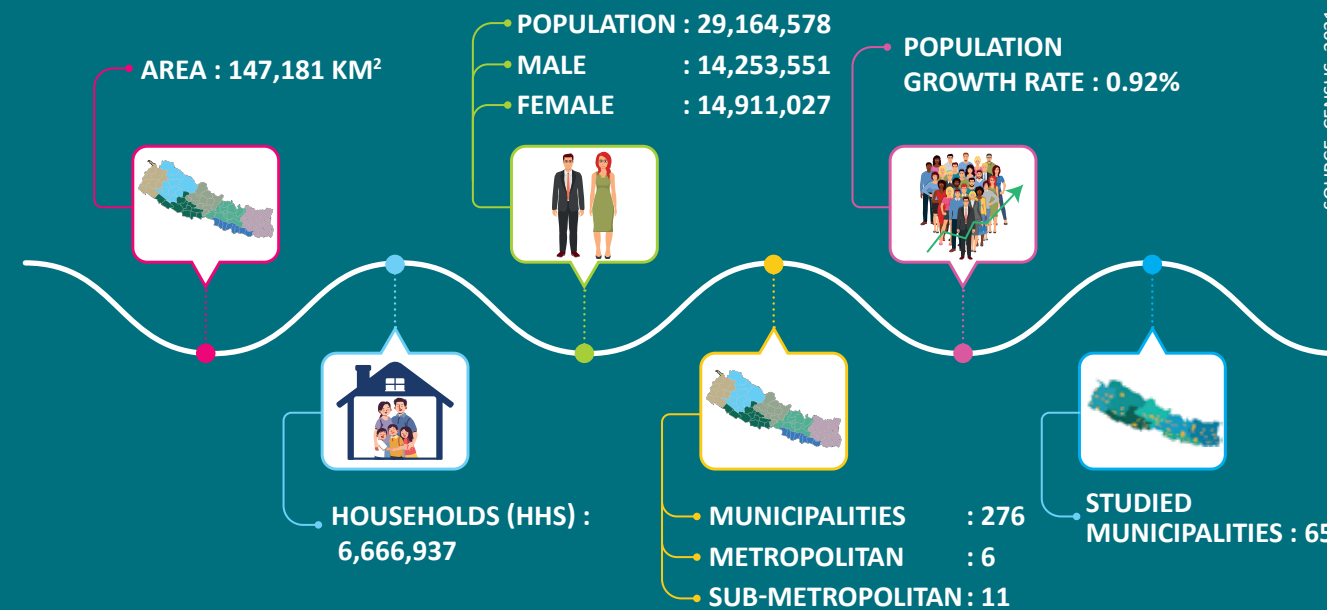 AREA : 147,181 KM²
POPULATION : 29,164,578
MALE : 14,253,551
FEMALE : 14,911,027
POPULATION
GROWTH RATE : 0.92%
HOUSEHOLDS (HHS) :
6,666,937
MUNICIPALITIES : 276
METROPOLITAN : 6
SUB-METROPOLITAN : 11
STUDIED
MUNICIPALITIES : 65